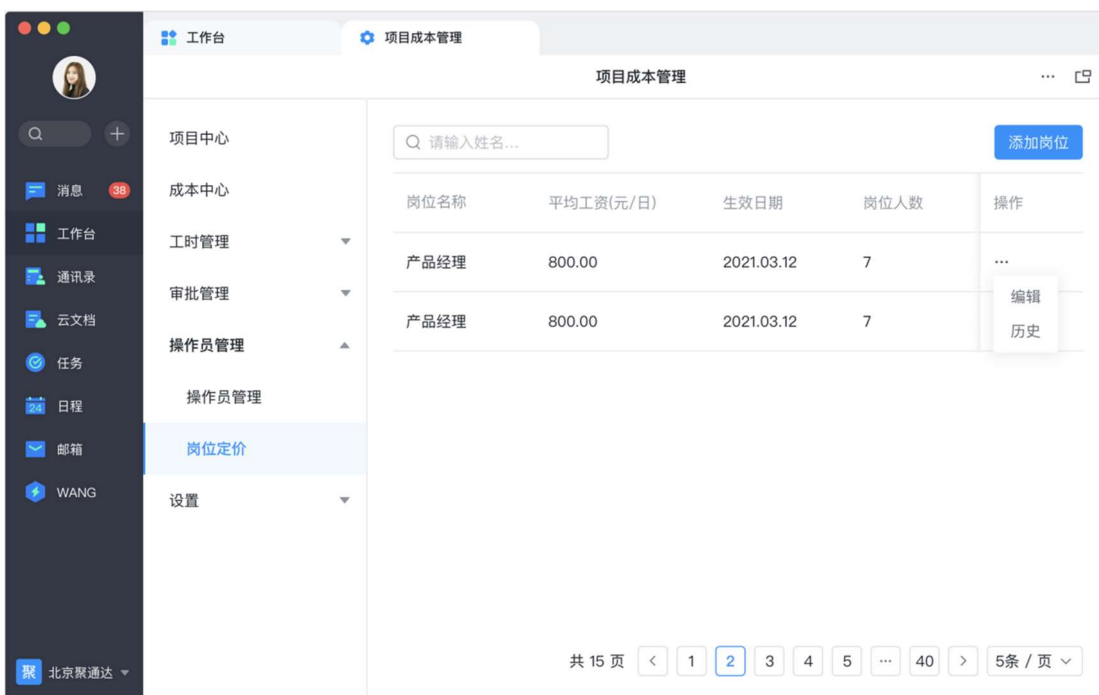 工作台
项目成本管理
项目成本管理
...
消息 38
工作台
通讯录
云文档
任务
24 日程
邮箱
WANG
聚 北京聚通达
项目中心
成本中心
工时管理
审批管理
操作员管理
操作员管理
岗位定价
设置
请输入姓名...
添加岗位
岗位名称 平均工资(元/日) 生效日期 岗位人数 操作
产品经理 800.00 2021.03.12 7 ...
产品经理 800.00 2021.03.12 7
编辑
历史
共 15 页 < 1 2 3 4 5 ... 40 > 5条 / 页